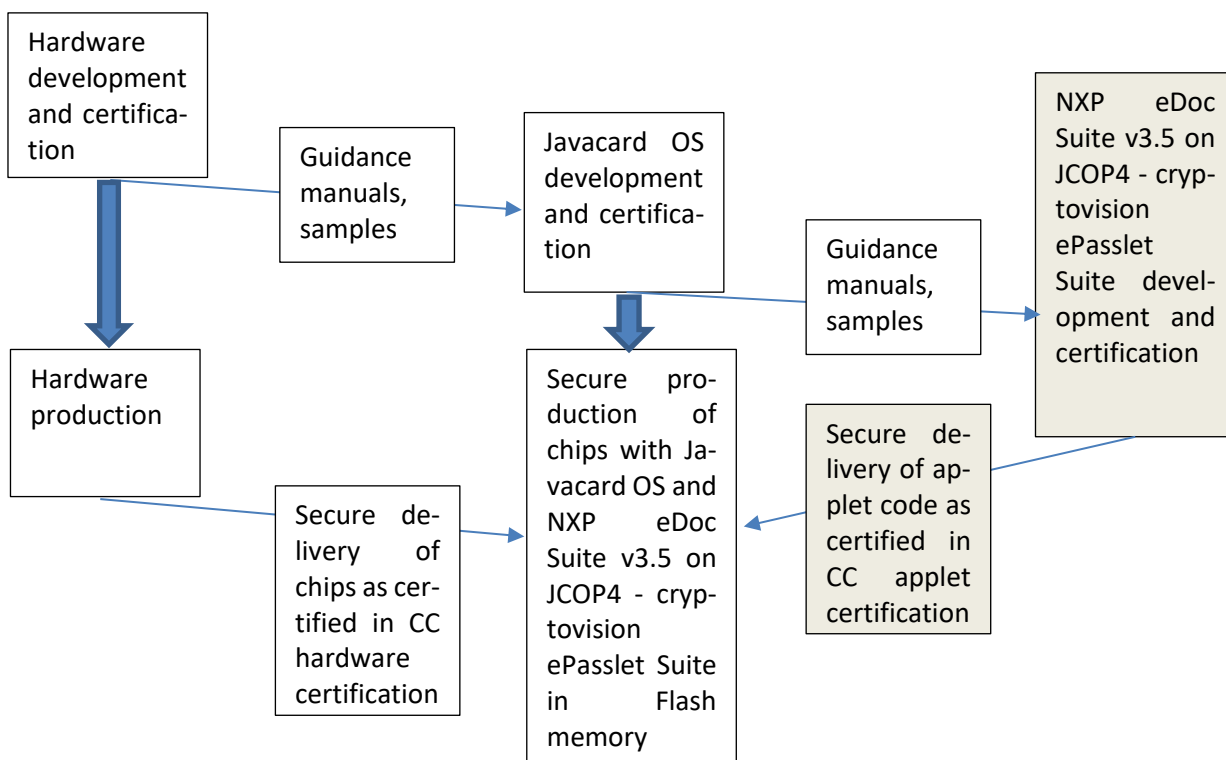 Hardware
development
and certifica-
tion
Guidance
manuals,
samples
Javacard OS
development
and certifica-
tion
Guidance
manuals,
samples
NXP eDoc
Suite v3.5 on
JCOP4 - cryp-
tovision
ePasslet
Suite devel-
opment and
certification
Hardware
production
Secure de-
livery of
chips as cer-
tified in CC
hardware
certification
Secure pro-
duction of
chips with Ja-
vacard OS and
NXP eDoc
Suite v3.5 on
JCOP4 - cryp-
tovision
ePasslet Suite
in Flash
memory
Secure de-
livery of ap-
plet code as
certified in
CC applet
certification